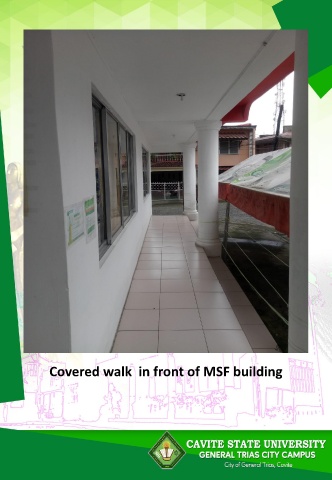 Covered walk in front of MSF building
CAVITE STATE UNIVERSITY
GENERAL TRIAS CITY CAMPUS
City of General Trias, Cavite